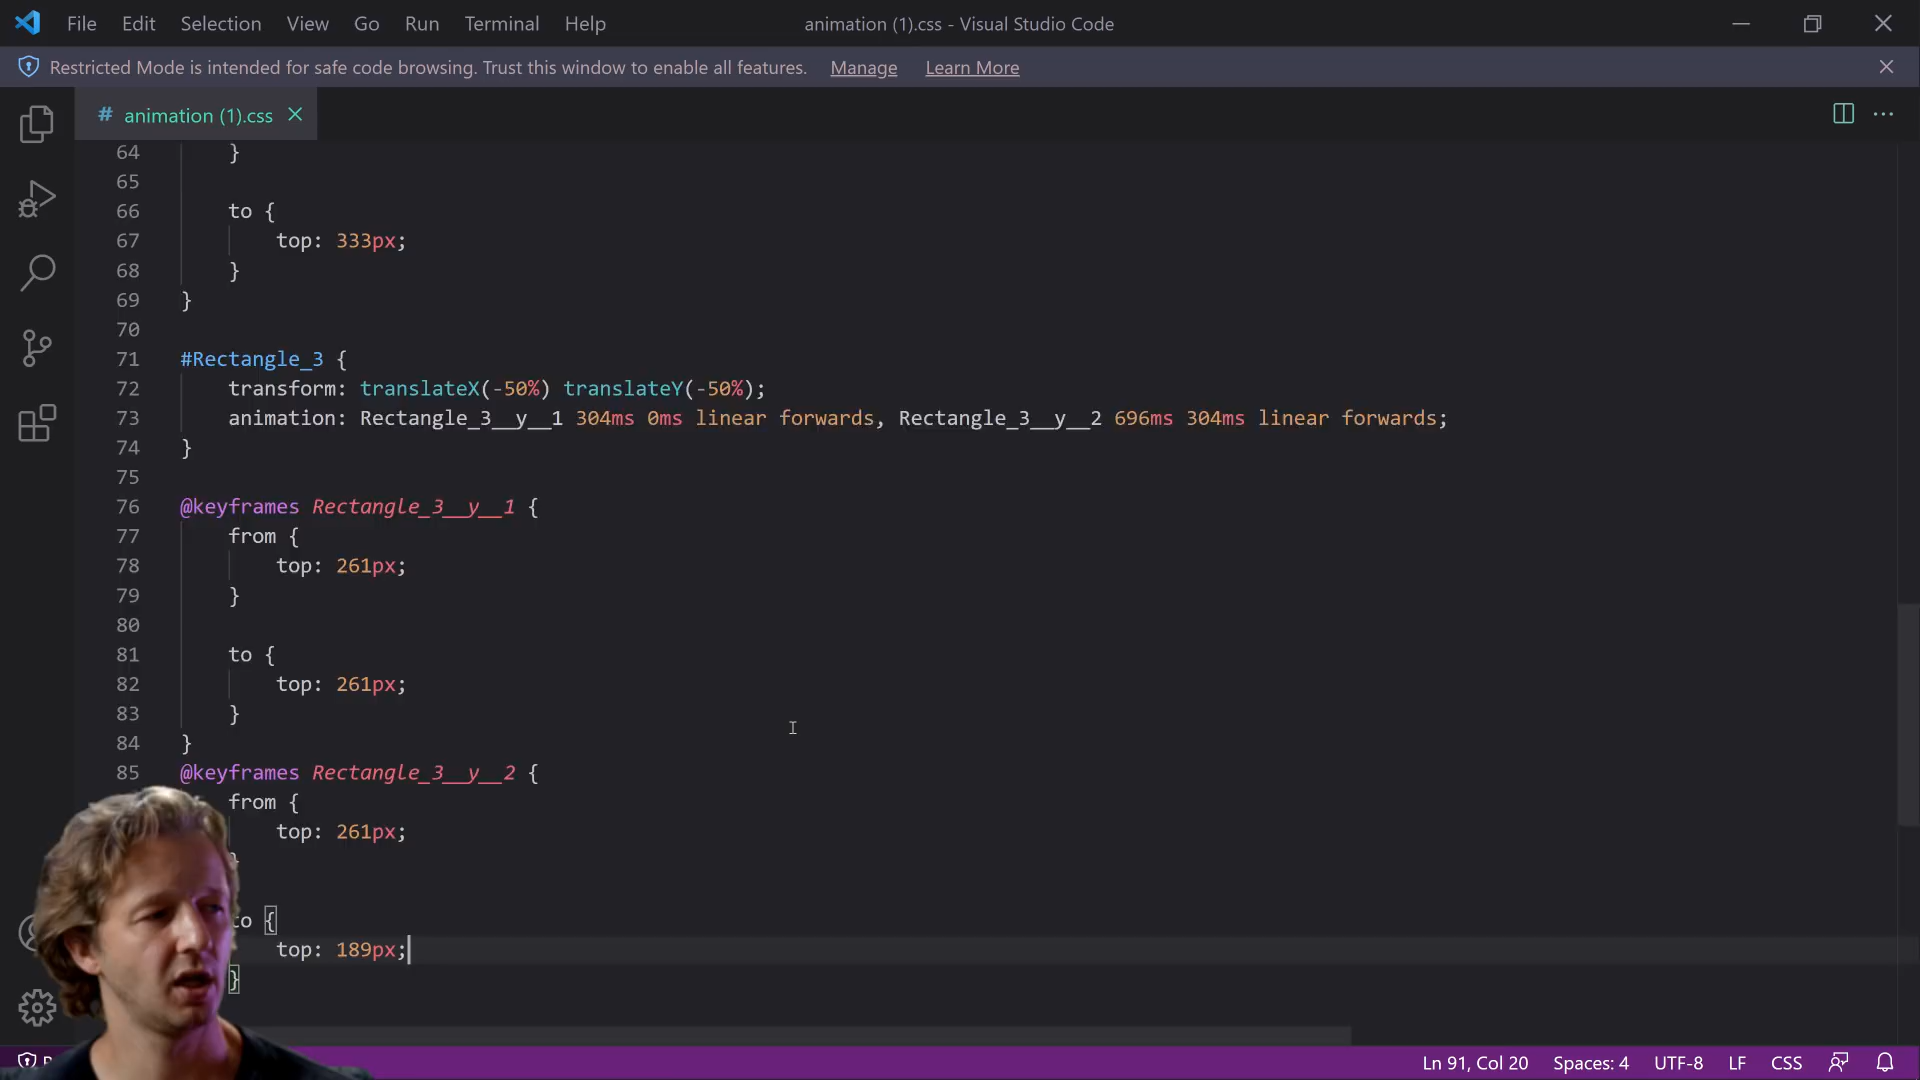 File Edit Selection View Go Run Terminal Help animation (1).css - Visual Studio Code
Restricted Mode is intended for safe code browsing. Trust this window to enable all features. Manage Learn More
# animation (1).css
64 }
65
66 to {
67 top: 333px;
68 }
69 }
70
71 #Rectangle_3 {
72 transform: translateX(-50%) translateY(-50%);
73 animation: Rectangle_3__y__1 304ms 0ms linear forwards, Rectangle_3__y__2 696ms 304ms linear forwards;
74 }
75
76 @keyframes Rectangle_3__y__1 {
77 from {
78 top: 261px;
79 }
80
81 to {
82 top: 261px;
83 }
84 }
85 @keyframes Rectangle_3__y__2 {
from {
top: 261px;
}
to {
top: 189px;
}
Ln 91, Col 20 Spaces: 4 UTF-8 LF CSS